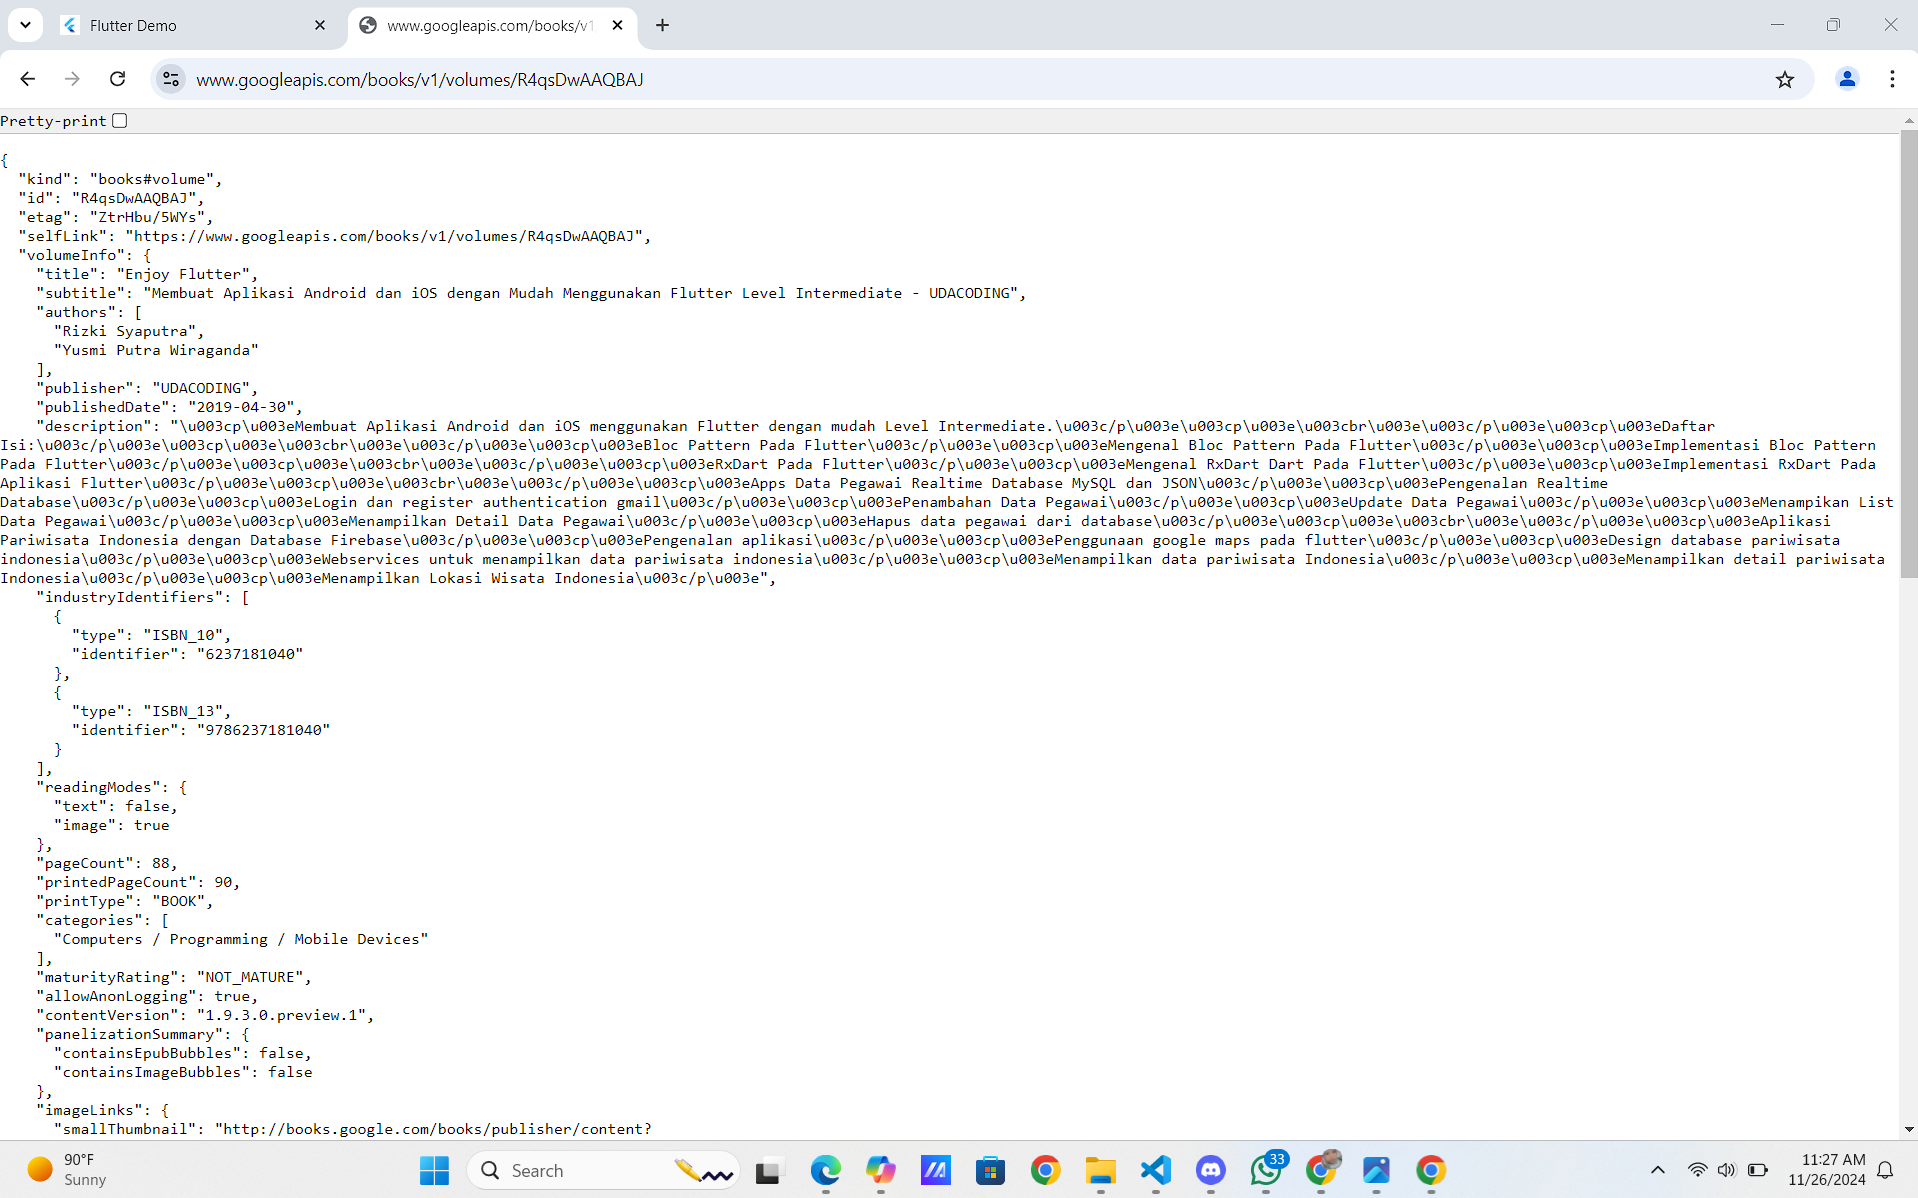 Flutter Demo
www.googleapis.com/books/v1
www.googleapis.com/books/v1/volumes/R4qsDwAAQBAJ
Pretty-print
{
"kind": "books#volume",
"id": "R4qsDwAAQBAJ",
"etag": "ZtrHbu/5WYs",
"selfLink": "https://www.googleapis.com/books/v1/volumes/R4qsDwAAQBAJ",
"volumeInfo": {
"title": "Enjoy Flutter",
"subtitle": "Membuat Aplikasi Android dan iOS dengan Mudah Menggunakan Flutter Level Intermediate - UDACODING",
"authors": [
"Rizki Syaputra",
"Yusmi Putra Wiraganda"
],
"publisher": "UDACODING",
"publishedDate": "2019-04-30",
"description": "\u003cp\u003eMembuat Aplikasi Android dan iOS menggunakan Flutter dengan mudah Level Intermediate.\u003c/p\u003e\u003cp\u003e\u003cbr\u003e\u003c/p\u003e\u003cp\u003eDaftar
Isi:\u003c/p\u003e\u003cp\u003e\u003cbr\u003e\u003c/p\u003e\u003cp\u003eBloc Pattern Pada Flutter\u003c/p\u003e\u003cp\u003eMengenal Bloc Pattern Pada Flutter\u003c/p\u003e\u003cp\u003eImplementasi Bloc Pattern
Pada Flutter\u003c/p\u003e\u003cp\u003e\u003cbr\u003e\u003c/p\u003e\u003cp\u003eRxDart Pada Flutter\u003c/p\u003e\u003cp\u003eMengenal RxDart Dart Pada Flutter\u003c/p\u003e\u003cp\u003eImplementasi RxDart Pada
Aplikasi Flutter\u003c/p\u003e\u003cp\u003e\u003cbr\u003e\u003c/p\u003e\u003cp\u003eApps Data Pegawai Realtime Database MySQL dan JSON\u003c/p\u003e\u003cp\u003ePengenalan Realtime
Database\u003c/p\u003e\u003cp\u003eLogin dan register authentication gmail\u003c/p\u003e\u003cp\u003ePenambahan Data Pegawai\u003c/p\u003e\u003cp\u003eUpdate Data Pegawai\u003c/p\u003e\u003cp\u003eMenampikan List
Data Pegawai\u003c/p\u003e\u003cp\u003eMenampilkan Detail Data Pegawai\u003c/p\u003e\u003cp\u003eHapus data pegawai dari database\u003c/p\u003e\u003cp\u003e\u003cbr\u003e\u003c/p\u003e\u003cp\u003eAplikasi
Pariwisata Indonesia dengan Database Firebase\u003c/p\u003e\u003cp\u003ePengenalan aplikasi\u003c/p\u003e\u003cp\u003ePenggunaan google maps pada flutter\u003c/p\u003e\u003cp\u003eDesign database pariwisata
indonesia\u003c/p\u003e\u003cp\u003eWebservices untuk menampilkan data pariwisata indonesia\u003c/p\u003e\u003cp\u003eMenampilkan data pariwisata Indonesia\u003c/p\u003e\u003cp\u003eMenampilkan detail pariwisata
Indonesia\u003c/p\u003e\u003cp\u003eMenampilkan Lokasi Wisata Indonesia\u003c/p\u003e",
"industryIdentifiers": [
{
"type": "ISBN_10",
"identifier": "6237181040"
},
{
"type": "ISBN_13",
"identifier": "9786237181040"
}
],
"readingModes": {
"text": false,
"image": true
},
"pageCount": 88,
"printedPageCount": 90,
"printType": "BOOK",
"categories": [
"Computers / Programming / Mobile Devices"
],
"maturityRating": "NOT_MATURE",
"allowAnonLogging": true,
"contentVersion": "1.9.3.0.preview.1",
"panelizationSummary": {
"containsEpubBubbles": false,
"containsImageBubbles": false
},
"imageLinks": {
"smallThumbnail": "http://books.google.com/books/publisher/content?
90°F
Sunny
Search
33
11:27 AM
11/26/2024